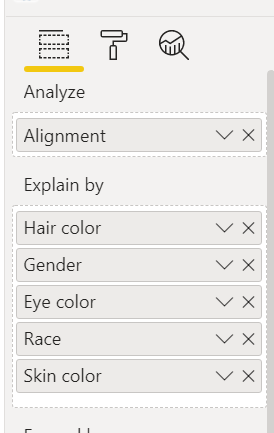 Analyze
Alignment
Explain by
Hair color
Gender
Eye color
Race
Skin color